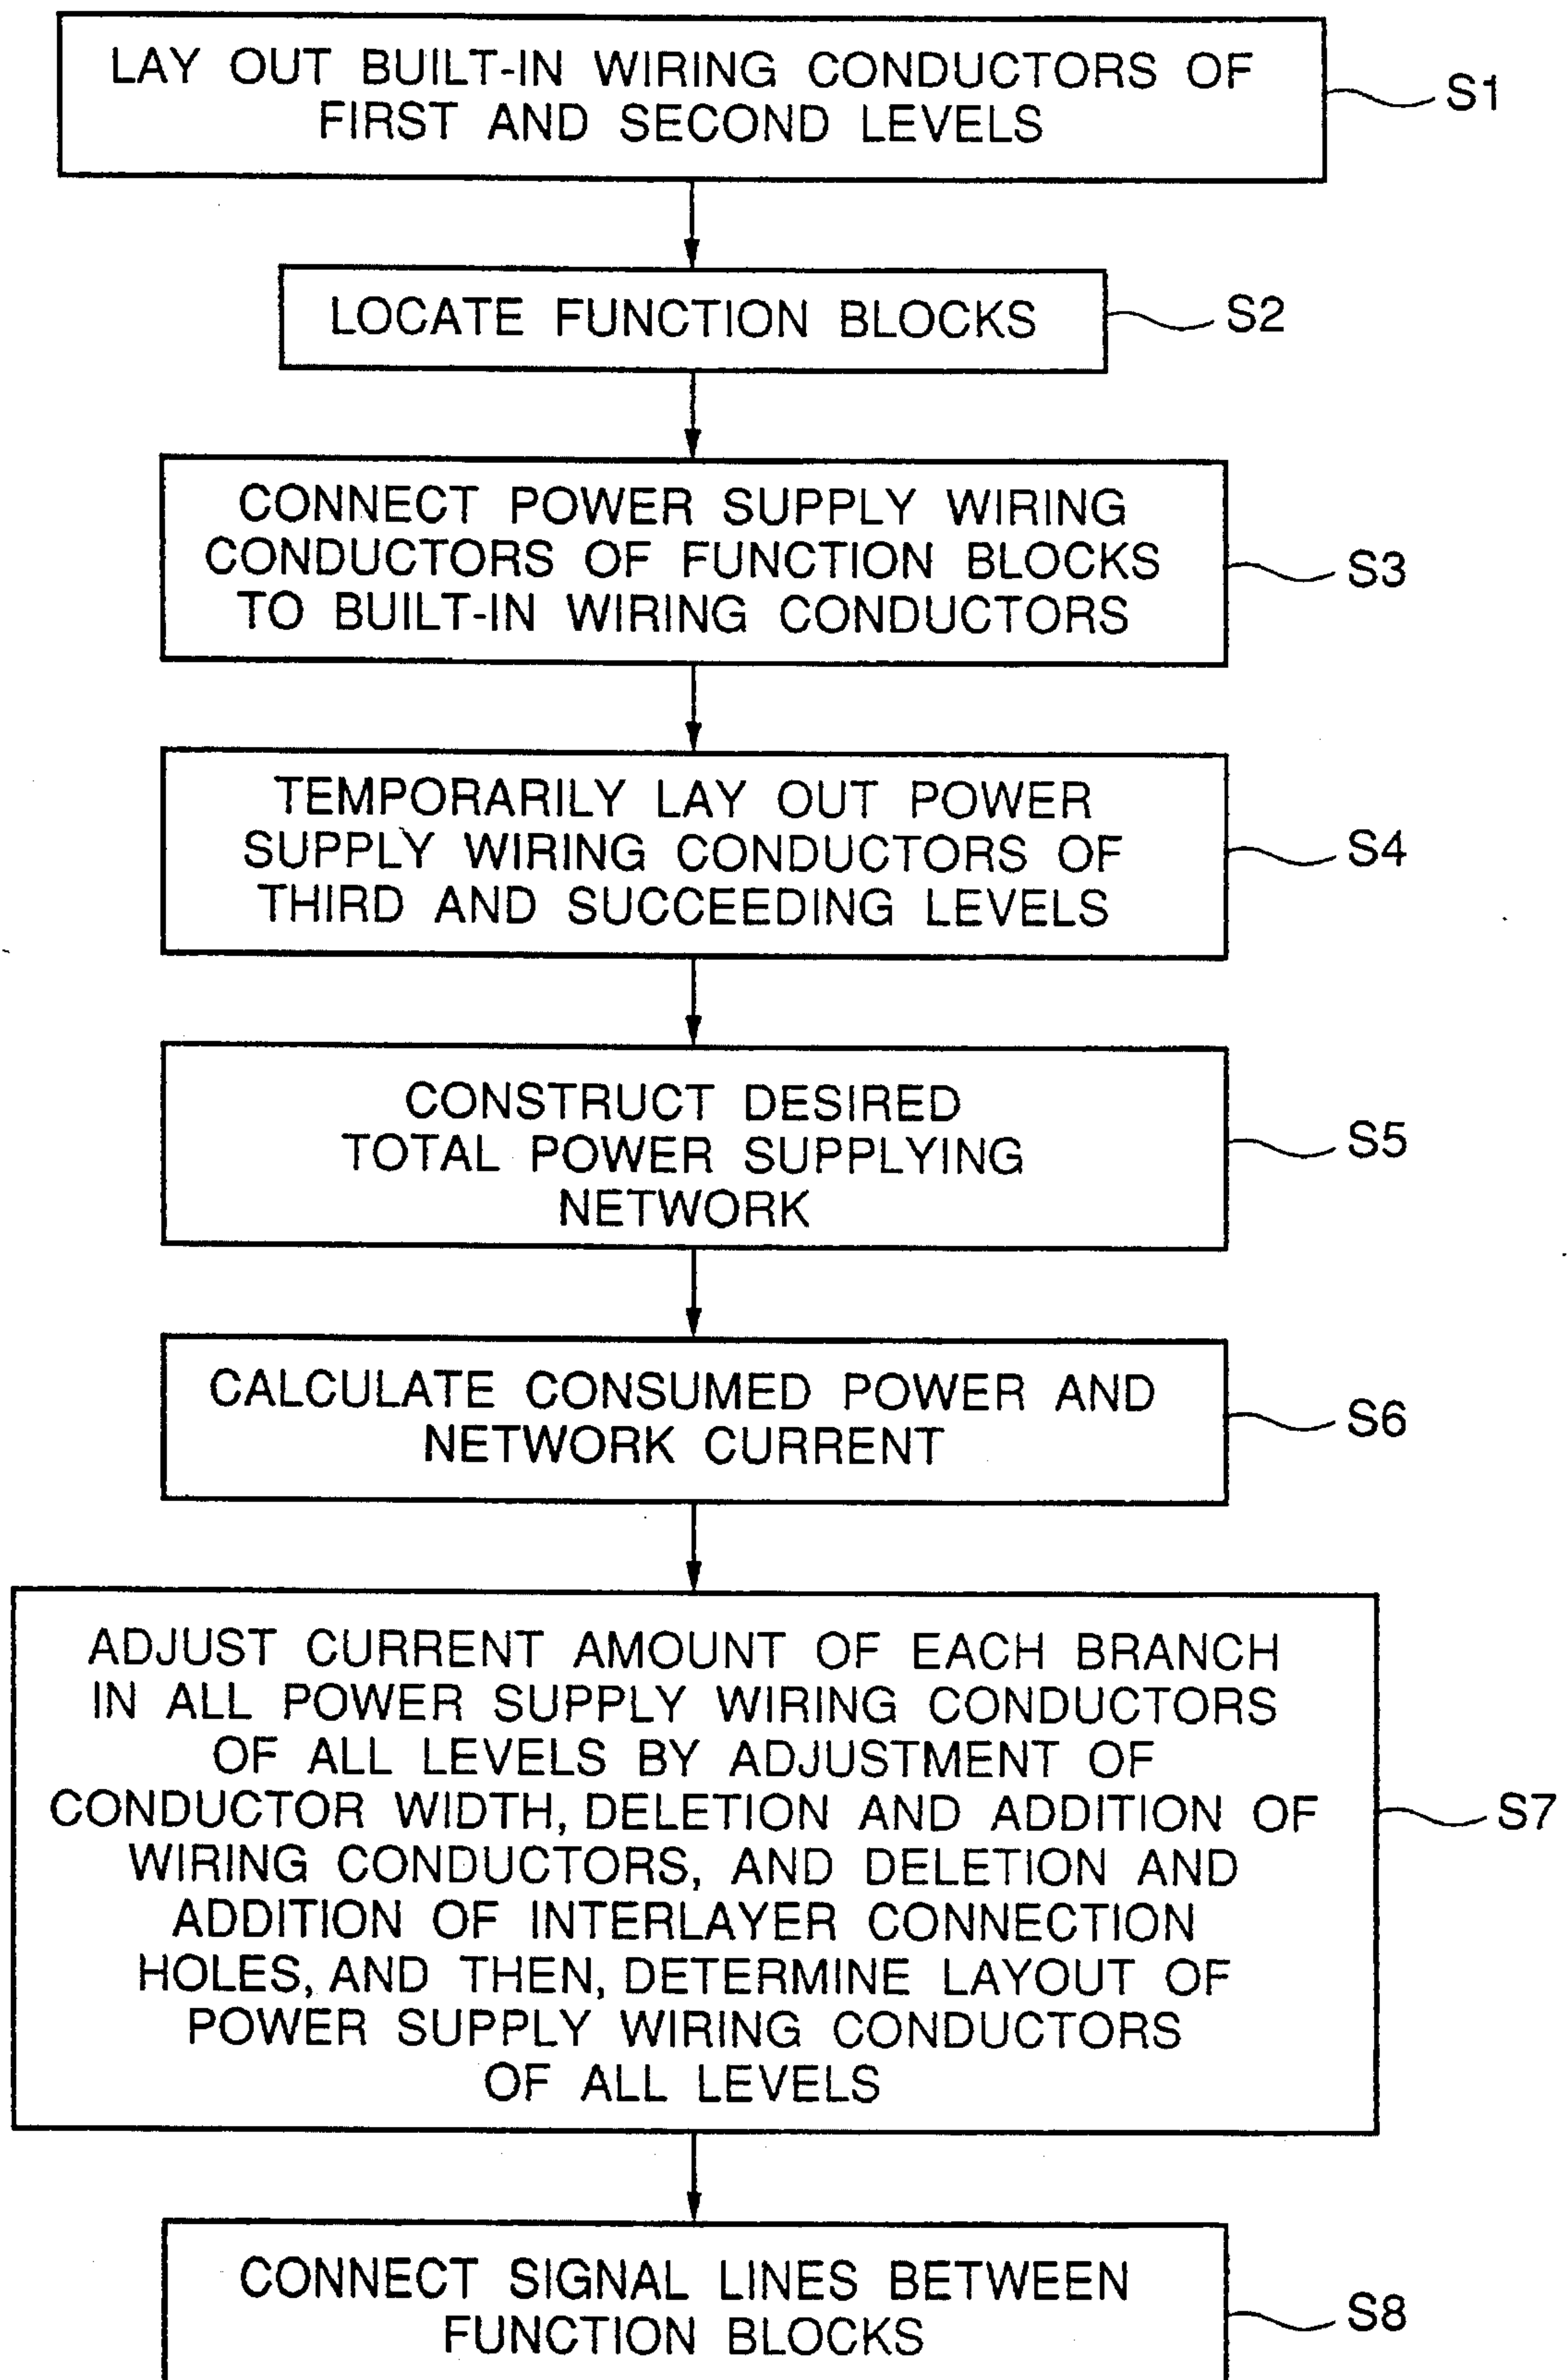 LAY OUT BUILT-IN WIRING CONDUCTORS OF
FIRST AND SECOND LEVELS
S1
LOCATE FUNCTION BLOCKS
S2
CONNECT POWER SUPPLY WIRING
CONDUCTORS OF FUNCTION BLOCKS
TO BUILT-IN WIRING CONDUCTORS
S3
TEMPORARILY LAY OUT POWER
SUPPLY WIRING CONDUCTORS OF
THIRD AND SUCCEEDING LEVELS
S4
CONSTRUCT DESIRED
TOTAL POWER SUPPLYING
NETWORK
S5
CALCULATE CONSUMED POWER AND
NETWORK CURRENT
S6
ADJUST CURRENT AMOUNT OF EACH BRANCH
IN ALL POWER SUPPLY WIRING CONDUCTORS
OF ALL LEVELS BY ADJUSTMENT OF
CONDUCTOR WIDTH, DELETION AND ADDITION OF
WIRING CONDUCTORS, AND DELETION AND
ADDITION OF INTERLAYER CONNECTION
HOLES, AND THEN, DETERMINE LAYOUT OF
POWER SUPPLY WIRING CONDUCTORS
OF ALL LEVELS
S7
CONNECT SIGNAL LINES BETWEEN
FUNCTION BLOCKS
S8